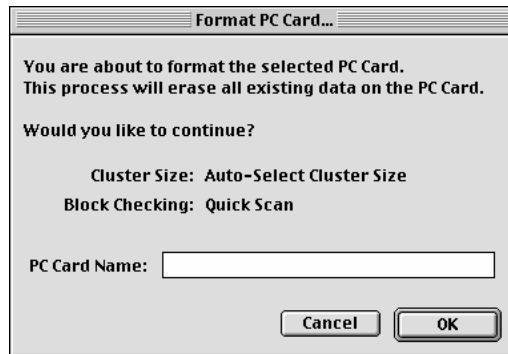 Format PC Card...
You are about to format the selected PC Card.
This process will erase all existing data on the PC Card.
Would you like to continue?
Cluster Size: Auto-Select Cluster Size
Block Checking: Quick Scan
PC Card Name:
Cancel OK